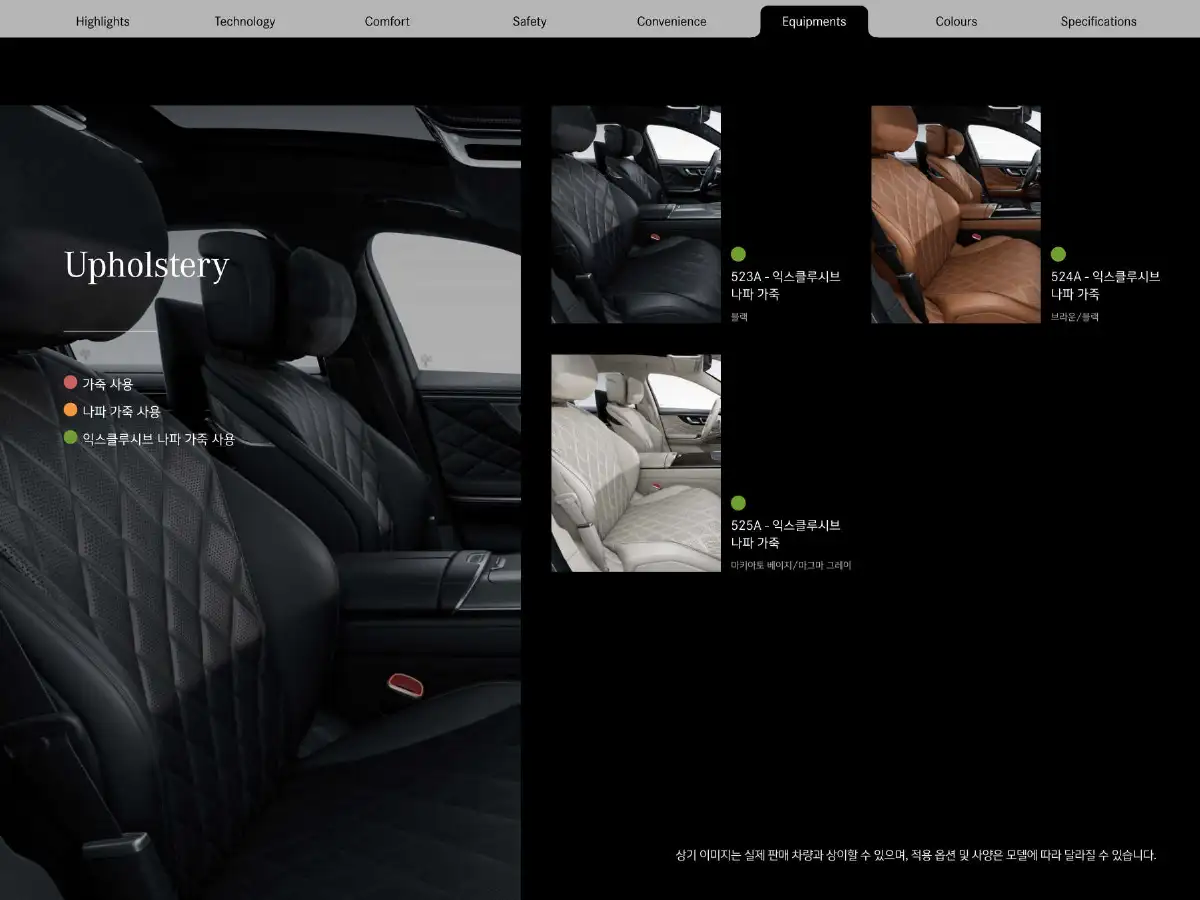 Highlights
Technology
Comfort
Safety
Convenience
Equipments
Colours
Specifications
Upholstery
가죽 사용
나파 가죽 사용
익스클루시브 나파 가죽 사용
523A - 익스클루시브
나파 가죽
블랙
524A - 익스클루시브
나파 가죽
브라운/블랙
525A - 익스클루시브
나파 가죽
마키아토 베이지/마그마 그레이
상기 이미지는 실제 판매 차량과 상이할 수 있으며, 적용 옵션 및 사양은 모델에 따라 달라질 수 있습니다.